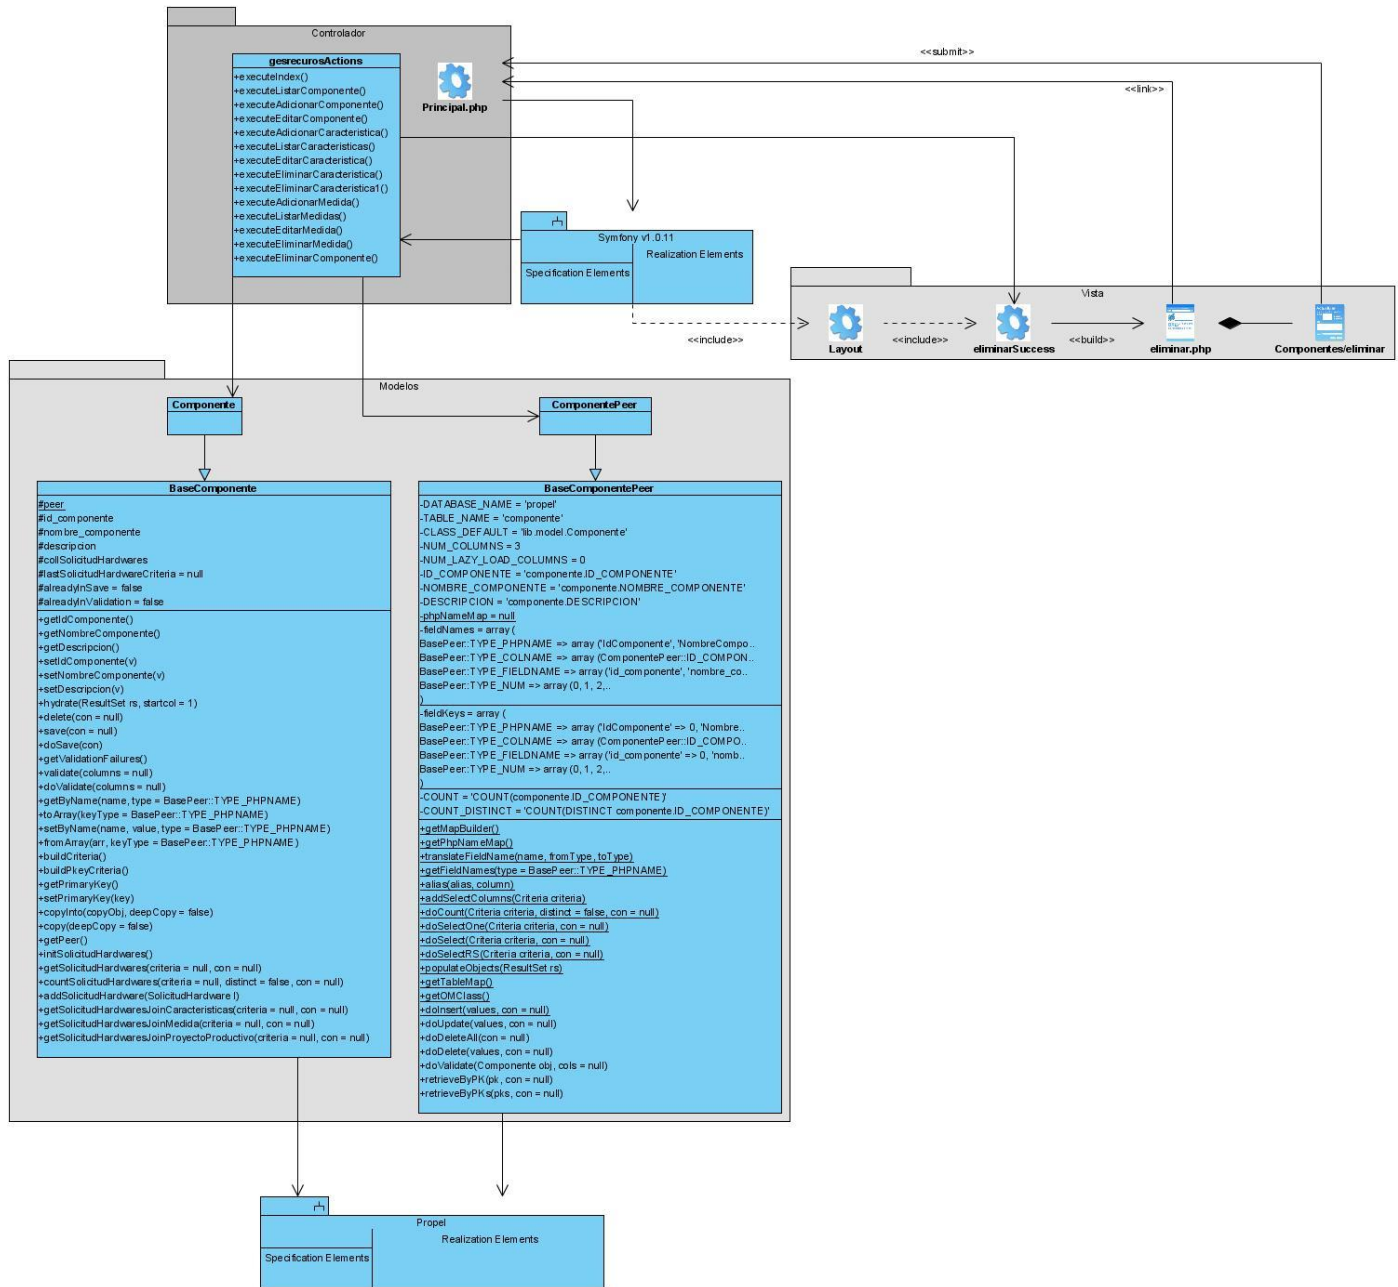 Controlador
gesrecurosActions
+executeIndex()
+executeListarComponente()
+executeAdicionarComponente()
+executeEditarComponente()
+executeAdicionarCaracteristica()
+executeListarCaracteristicas()
+executeEditarCaracteristica()
+executeEliminarCaracteristica()
+executeEliminarCaracteristica1()
+executeAdicionarMedida()
+executeListarMedidas()
+executeEditarMedida()
+executeEliminarMedida()
+executeEliminarComponente()
Principal.php
<<submit>>
<<link>>
Symfony v1.0.11
Realization Elements
Specification Elements
Vista
<<include>>
Layout
<<include>>
eliminarSuccess
<<build>>
eliminar.php
Componentes/eliminar
Modelos
Componente
ComponentePeer
BaseComponente
#peer
#id_componente
#nombre_componente
#descripcion
#collSolicitudHardwares
#lastSolicitudHardwareCriteria = null
#alreadyInSave = false
#alreadyInValidation = false
+getIdComponente()
+getNombreComponente()
+getDescripcion()
+setIdComponente(v)
+setNombreComponente(v)
+setDescripcion(v)
+hydrate(ResultSet rs, startcol = 1)
+delete(con = null)
+save(con = null)
+doSave(con)
+getValidationFailures()
+validate(columns = null)
+doValidate(columns = null)
+getByName(name, type = BasePeer::TYPE_PHPNAME)
+toArray(keyType = BasePeer::TYPE_PHPNAME)
+setByName(name, value, type = BasePeer::TYPE_PHPNAME)
+fromArray(arr, keyType = BasePeer::TYPE_PHPNAME)
+buildCriteria()
+buildPkeyCriteria()
+getPrimaryKey()
+setPrimaryKey(key)
+copyInto(copyObj, deepCopy = false)
+copy(deepCopy = false)
+getPeer()
+initSolicitudHardwares()
+getSolicitudHardwares(criteria = null, con = null)
+countSolicitudHardwares(criteria = null, distinct = false, con = null)
+addSolicitudHardware(SolicitudHardware l)
+getSolicitudHardwaresJoinCaracteristicas(criteria = null, con = null)
+getSolicitudHardwaresJoinMedida(criteria = null, con = null)
+getSolicitudHardwaresJoinProyectoProductivo(criteria = null, con = null)
BaseComponentePeer
-DATABASE_NAME = 'propel'
-TABLE_NAME = 'componente'
-CLASS_DEFAULT = 'lib.model.Componente'
-NUM_COLUMNS = 3
-NUM_LAZY_LOAD_COLUMNS = 0
-ID_COMPONENTE = 'componente.ID_COMPONENTE'
-NOMBRE_COMPONENTE = 'componente.NOMBRE_COMPONENTE'
-DESCRIPCION = 'componente.DESCRIPCION'
-phpNameMap = null
-fieldNames = array (
BasePeer::TYPE_PHPNAME => array ('IdComponente', 'NombreCompo..
BasePeer::TYPE_COLNAME => array (ComponentePeer::ID_COMPON..
BasePeer::TYPE_FIELDNAME => array ('id_componente', 'nombre_co..
BasePeer::TYPE_NUM => array (0, 1, 2,..
)
-fieldKeys = array (
BasePeer::TYPE_PHPNAME => array ('IdComponente' => 0, 'Nombre..
BasePeer::TYPE_COLNAME => array (ComponentePeer::ID_COMPO..
BasePeer::TYPE_FIELDNAME => array ('id_componente' => 0, 'nomb..
BasePeer::TYPE_NUM => array (0, 1, 2,..
)
-COUNT = 'COUNT(componente.ID_COMPONENTE)'
-COUNT_DISTINCT = 'COUNT(DISTINCT componente.ID_COMPONENTE)'
+getMapBuilder()
+getPhpNameMap()
+translateFieldName(name, fromType, toType)
+getFieldNames(type = BasePeer::TYPE_PHPNAME)
+alias(alias, column)
+addSelectColumns(Criteria criteria)
+doCount(Criteria criteria, distinct = false, con = null)
+doSelectOne(Criteria criteria, con = null)
+doSelect(Criteria criteria, con = null)
+doSelectRS(Criteria criteria, con = null)
+populateObjects(ResultSet rs)
+getTableMap()
+getOMClass()
+doInsert(values, con = null)
+doUpdate(values, con = null)
+doDeleteAll(con = null)
+doDelete(values, con = null)
+doValidate(Componente obj, cols = null)
+retrieveByPK(pk, con = null)
+retrieveByPKs(pks, con = null)
Propel
Realization Elements
Specification Elements